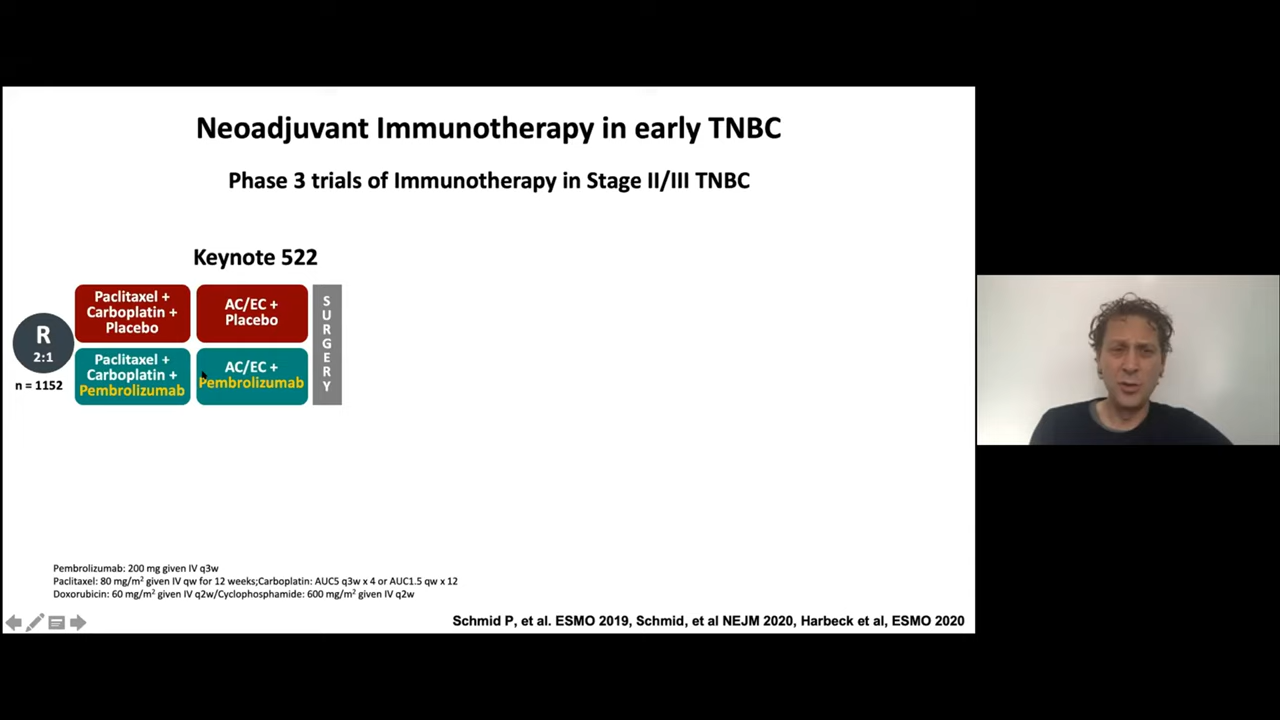 Neoadjuvant Immunotherapy in early TNBC
Phase 3 trials of Immunotherapy in Stage II/III TNBC
Keynote 522
R
2:1
n = 1152
Paclitaxel +
Carboplatin +
Placebo
AC/EC +
Placebo
Paclitaxel +
Carboplatin +
Pembrolizumab
AC/EC +
Pembrolizumab
SURGERY
Pembrolizumab: 200 mg given IV q3w
Paclitaxel: 80 mg/m² given IV qw for 12 weeks;Carboplatin: AUC5 q3w x 4 or AUC1.5 qw x 12
Doxorubicin: 60 mg/m² given IV q2w/Cyclophosphamide: 600 mg/m² given IV q2w
Schmid P, et al. ESMO 2019, Schmid, et al NEJM 2020, Harbeck et al, ESMO 2020